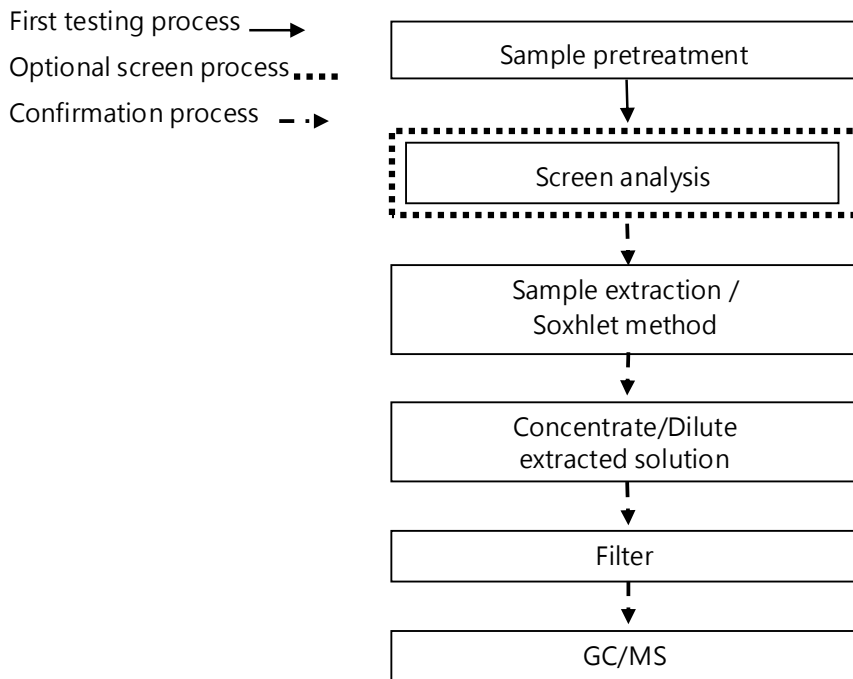 First testing process
Optional screen process
Confirmation process
Sample pretreatment
Screen analysis
Sample extraction /
Soxhlet method
Concentrate/Dilute
extracted solution
Filter
GC/MS